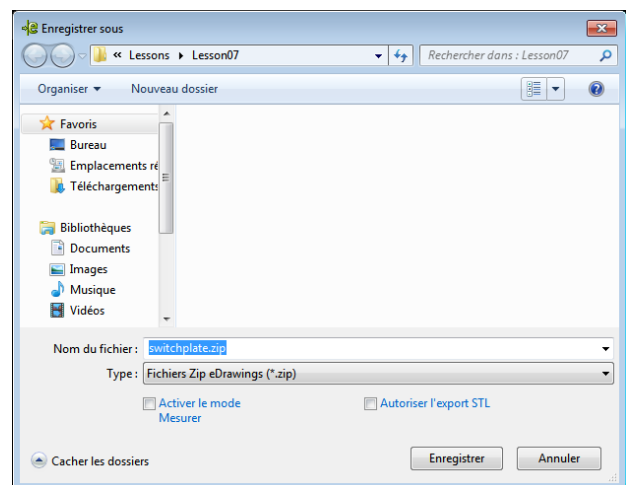 Enregistrer sous
« Lessons Lesson07
Rechercher dans : Lesson07
Organiser Nouveau dossier
Favoris
Bureau
Emplacements ré
Téléchargements
Bibliothèques
Documents
Images
Musique
Vidéos
Nom du fichier : switchplate.zip
Type : Fichiers Zip eDrawings (*.zip)
Activer le mode
Mesurer
Autoriser l'export STL
Cacher les dossiers
Enregistrer
Annuler